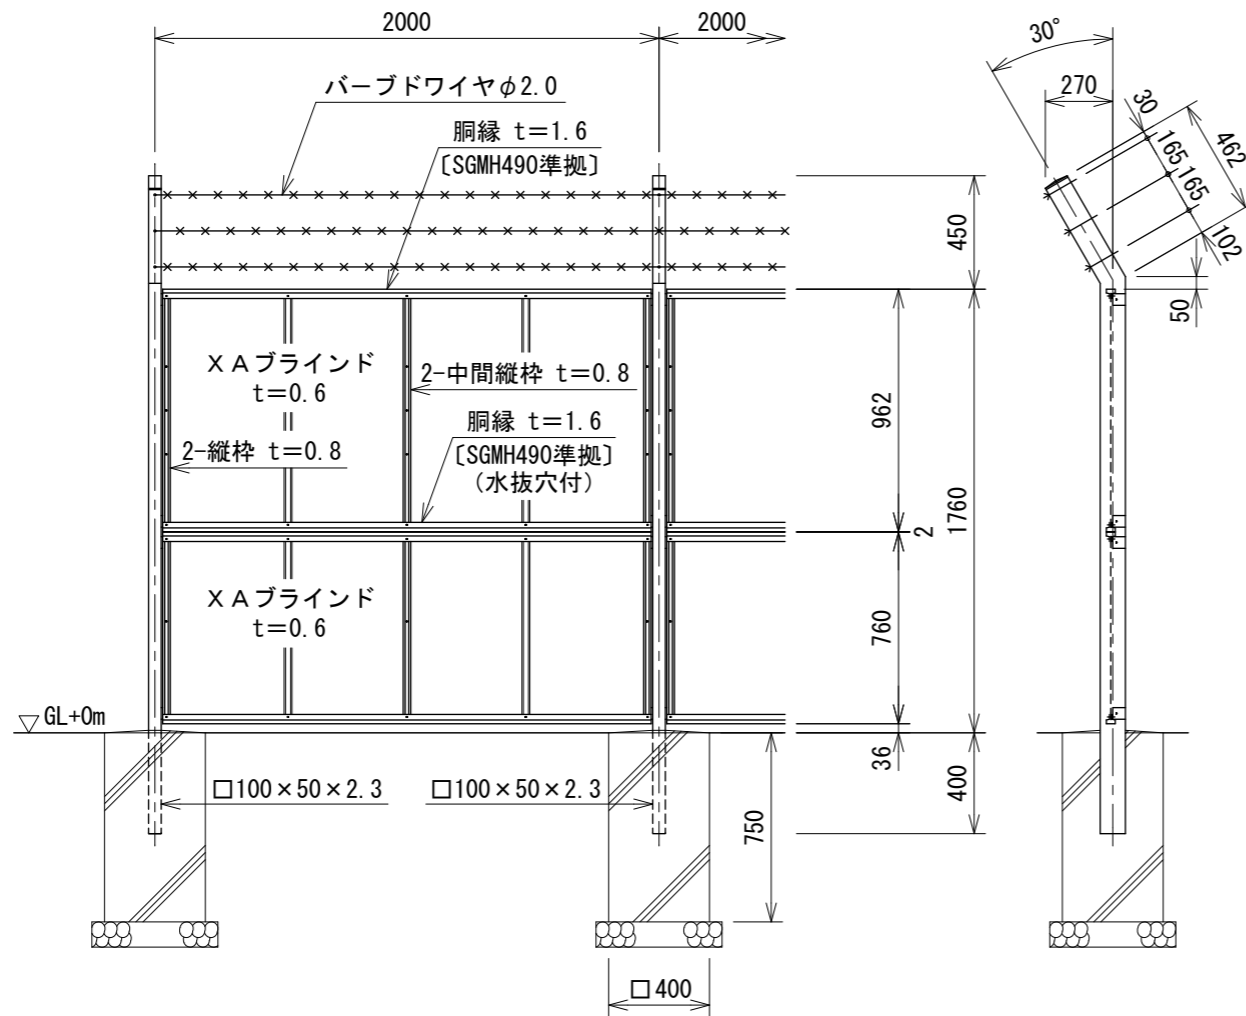 2000
2000
30°
バーブドワイヤφ2.0
270
30
165
165
462
102
胴縁 t=1.6
〔SGMH490準拠〕
450
50
XAブラインド
t=0.6
2-中間縦枠 t=0.8
962
胴縁 t=1.6
〔SGMH490準拠〕
(水抜穴付)
2-縦枠 t=0.8
2
1760
XAブラインド
t=0.6
760
GL+0m
36
□100×50×2.3
□100×50×2.3
400
750
□400